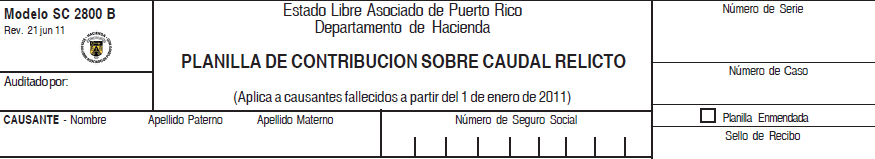 Modelo SC 2800 B
Rev. 21 jun 11
Auditado por:
Estado Libre Asociado de Puerto Rico
Departamento de Hacienda
PLANILLA DE CONTRIBUCION SOBRE CAUDAL RELICTO
(Aplica a causantes fallecidos a partir del 1 de enero de 2011)
Número de Serie
Número de Caso
Planilla Enmendada
Sello de Recibo
CAUSANTE - Nombre Apellido Paterno Apellido Materno Número de Seguro Social